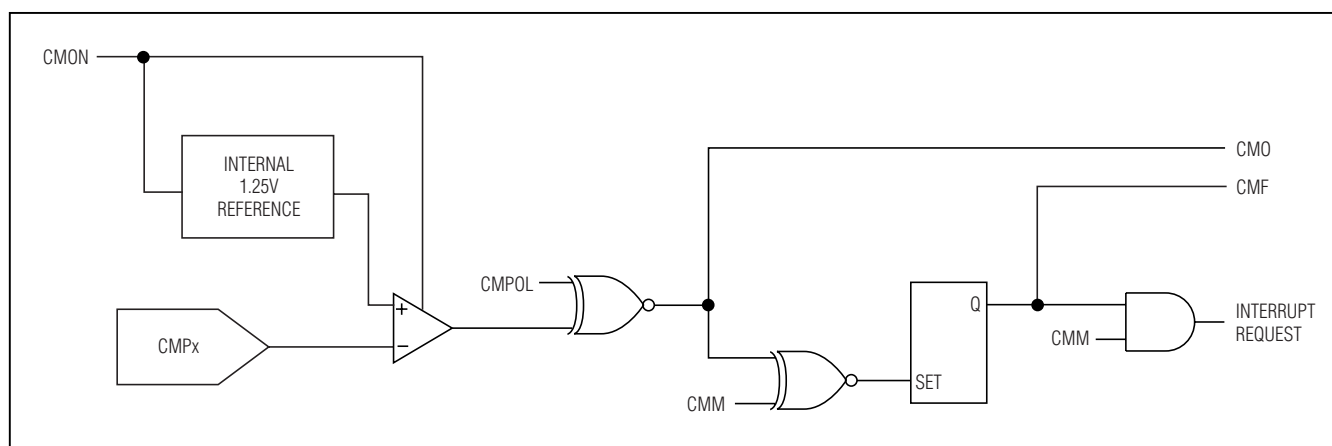 CMON
INTERNAL
1.25V
REFERENCE
CMPx
+
−
CMPOL
CMM
SET
Q
CMO
CMF
CMM
INTERRUPT
REQUEST